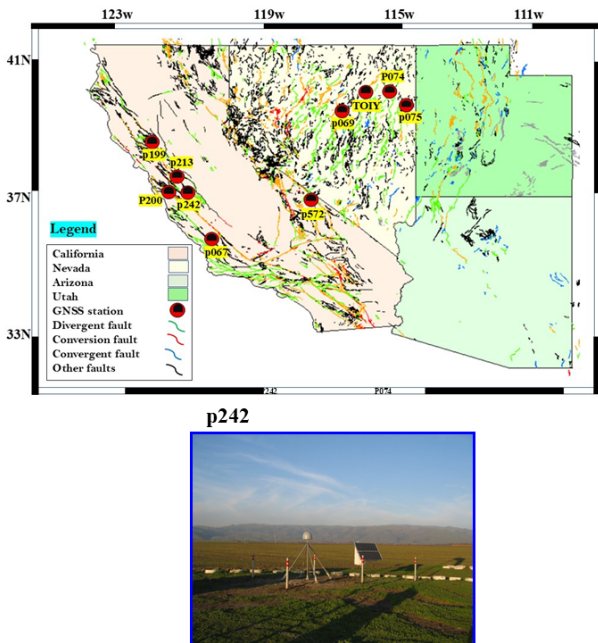 123W 119W 115W 111W
41N
P074
TOIY
p069 p075
p199
p213
37N
P200 p242
p572
p067
Legend
California
Nevada
Arizona
Utah
GNSS station
Divergent fault
Conversion fault
Convergent fault
Other faults
33N
242 P074
p242